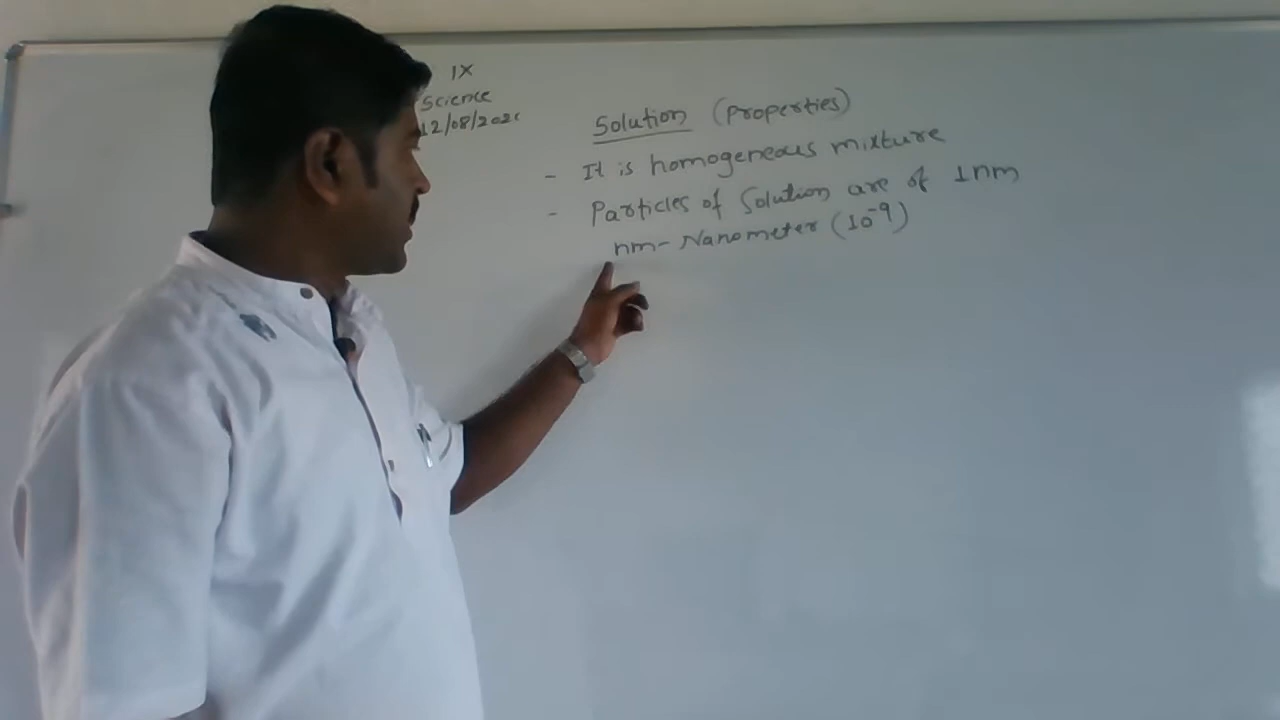 IX
Science
12/08/202
Solution (Properties)
- It is homogeneous mixture
- Particles of Solution are of 1nm
nm - Nanometer (10⁻⁹)